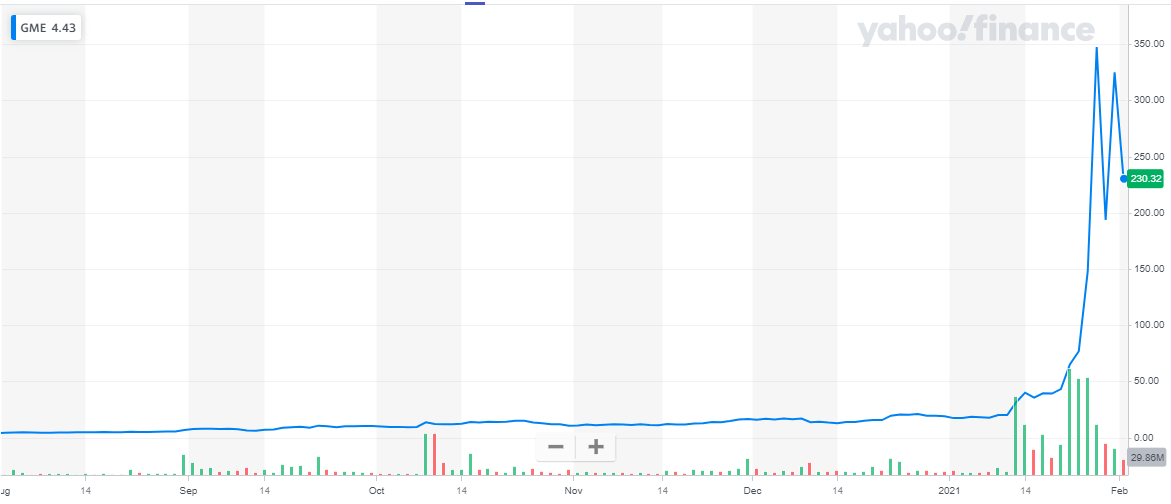 GME 4.43
yahoo!finance
350.00
300.00
250.00
230.32
200.00
150.00
100.00
50.00
0.00
29.86M
ug 14 Sep 14 Oct 14 Nov 14 Dec 14 2021 14 Feb